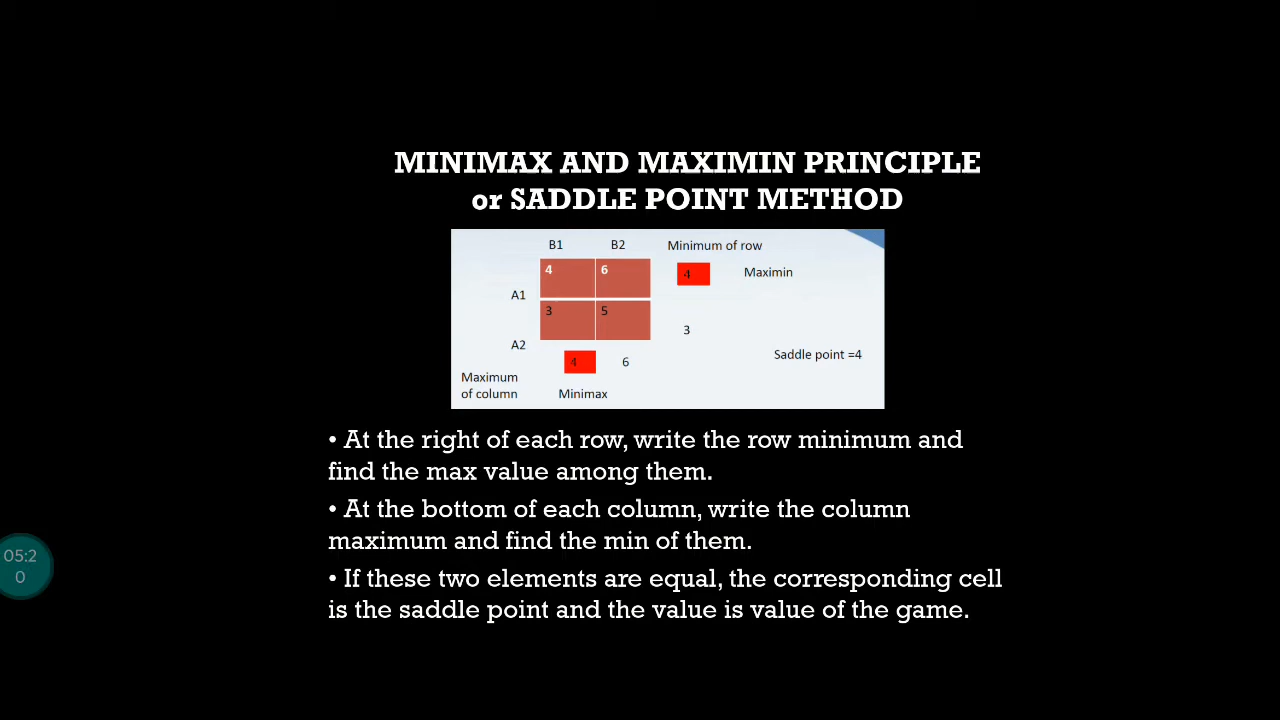 MINIMAX AND MAXIMIN PRINCIPLE
or SADDLE POINT METHOD
B1 B2 Minimum of row
4 6 4 Maximin
A1
3 5 3
A2
4 6 Saddle point =4
Maximum
of column Minimax
• At the right of each row, write the row minimum and
find the max value among them.
• At the bottom of each column, write the column
maximum and find the min of them.
• If these two elements are equal, the corresponding cell
is the saddle point and the value is value of the game.
05:2
0